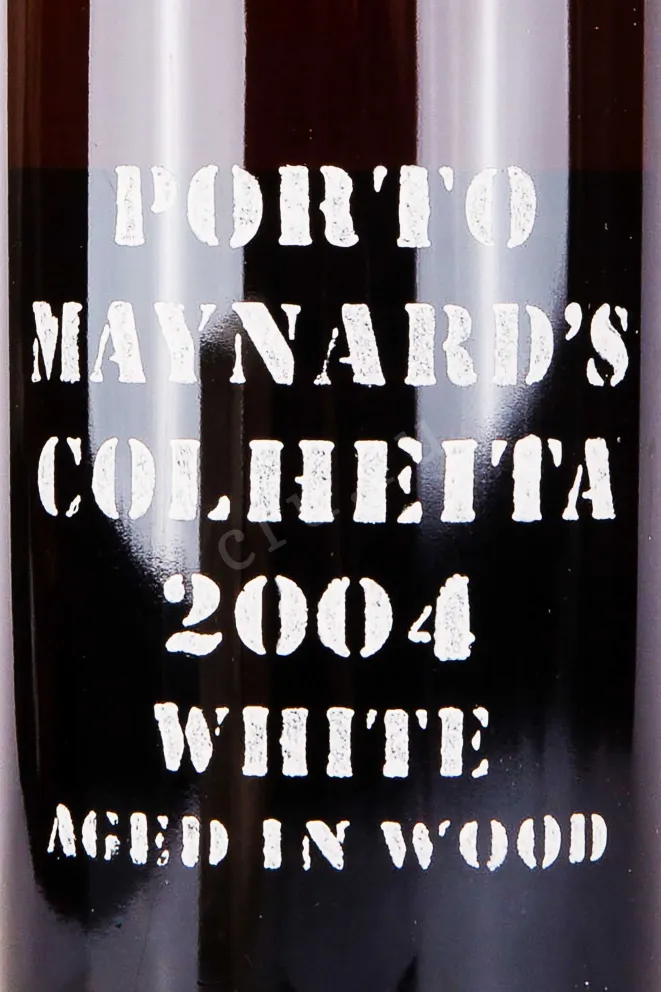 PORTO
MAYNARD'S
COLHEITA
2004
WHITE
AGED IN WOOD